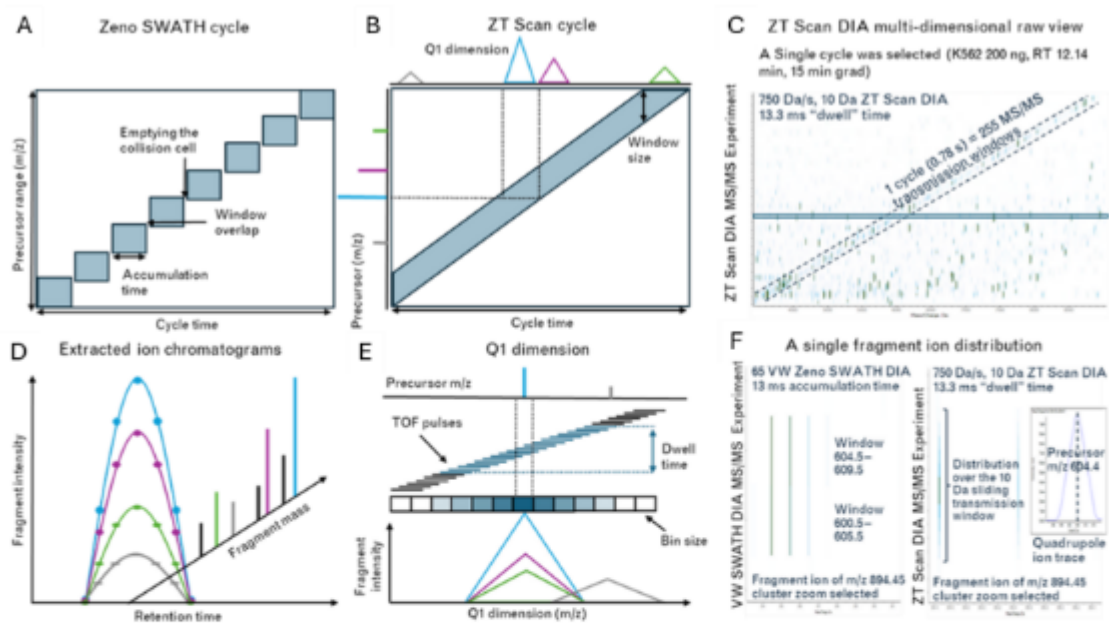 A
Zeno SWATH cycle
Precursor range (m/z)
Emptying the
collision cell
Window
overlap
Accumulation
time
Cycle time
B
ZT Scan cycle
Q1 dimension
Window
size
Precursor (m/z)
Cycle time
C
ZT Scan DIA multi-dimensional raw view
A Single cycle was selected (K562 200 ng, RT 12.14
min, 15 min grad)
ZT Scan DIA MS/MS Experiment
750 Da/s, 10 Da ZT Scan DIA
13.3 ms “dwell” time
1 cycle (0.78 s) = 255 MS/MS
transmission windows
D
Extracted ion chromatograms
Fragment intensity
Fragment mass
Retention time
E
Q1 dimension
Precursor m/z
TOF pulses
Dwell
time
Bin size
Fragment
intensity
Q1 dimension (m/z)
F
A single fragment ion distribution
VW SWATH DIA MS/MS Experiment
65 VW Zeno SWATH DIA
13 ms accumulation time
Window
604.5–
609.5
Window
600.5–
605.5
Fragment ion of m/z 894.45
cluster zoom selected
ZT Scan DIA MS/MS Experiment
750 Da/s, 10 Da ZT Scan DIA
13.3 ms “dwell” time
Distribution
over the 10
Da sliding
transmission
window
Precursor
m/z 604.4
Quadrupole
ion trace
Fragment ion of m/z 894.45
cluster zoom selected